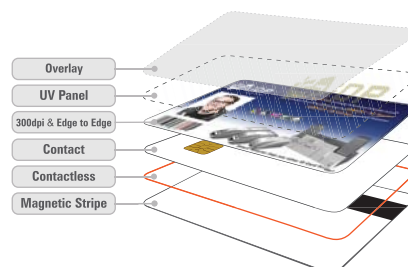 Overlay
UV Panel
300dpi & Edge to Edge
Contact
Contactless
Magnetic Stripe